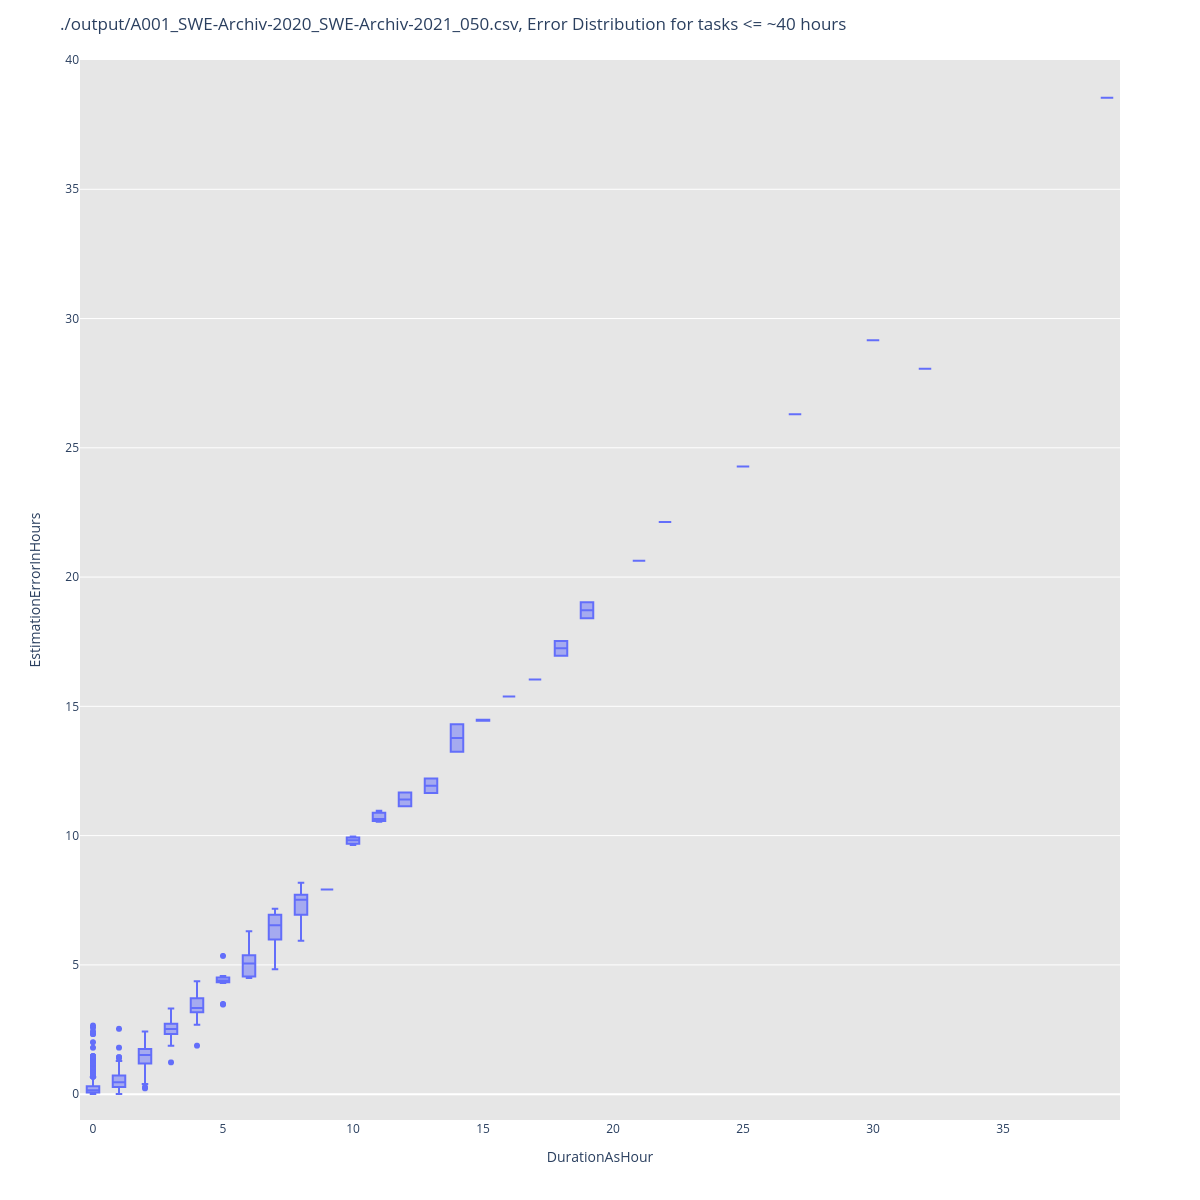 ./output/A001_SWE-Archiv-2020_SWE-Archiv-2021_050.csv, Error Distribution for tasks <= ~40 hours
40
35
30
25
20
15
10
5
0
EstimationErrorInHours
0 5 10 15 20 25 30 35
DurationAsHour